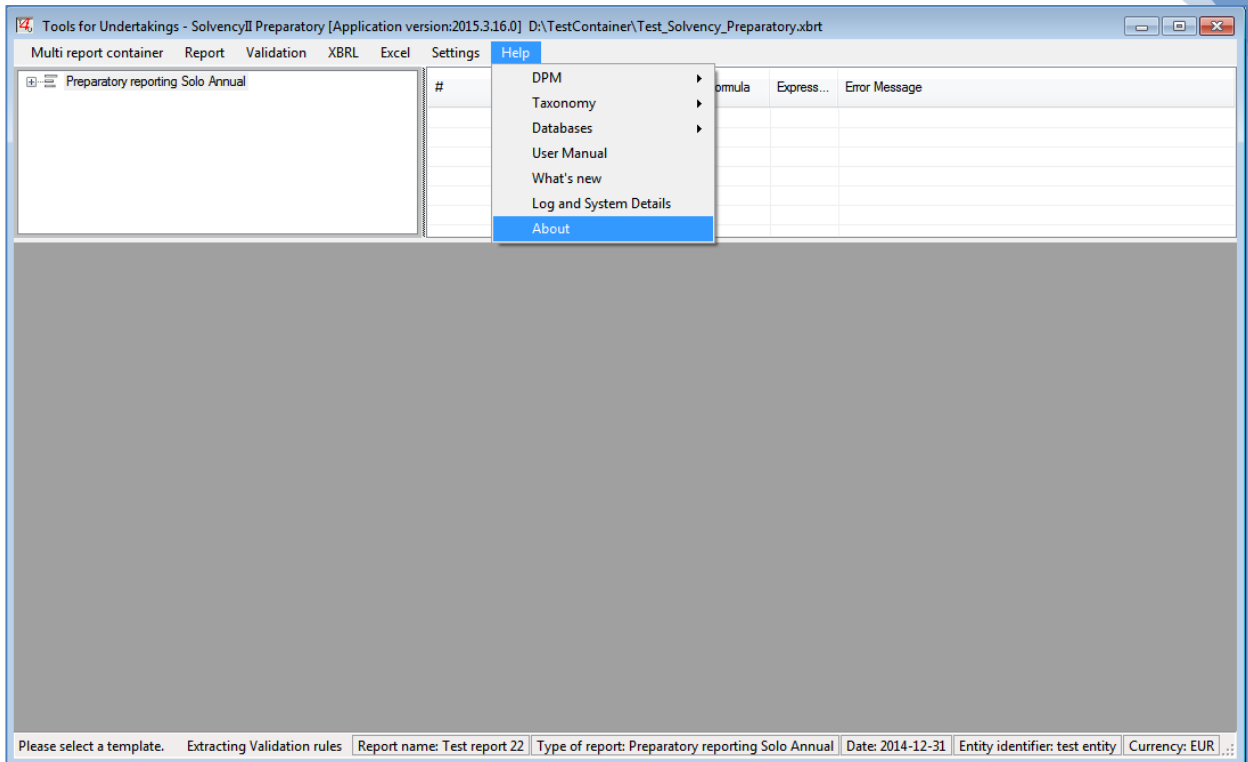 Tools for Undertakings - SolvencyII Preparatory [Application version:2015.3.16.0] D:\TestContainer\Test_Solvency_Preparatory.xbrt
Multi report container Report Validation XBRL Excel Settings Help
Preparatory reporting Solo Annual
# ormula Express... Error Message
DPM
Taxonomy
Databases
User Manual
What's new
Log and System Details
About
Please select a template. Extracting Validation rules Report name: Test report 22 Type of report: Preparatory reporting Solo Annual Date: 2014-12-31 Entity identifier: test entity Currency: EUR